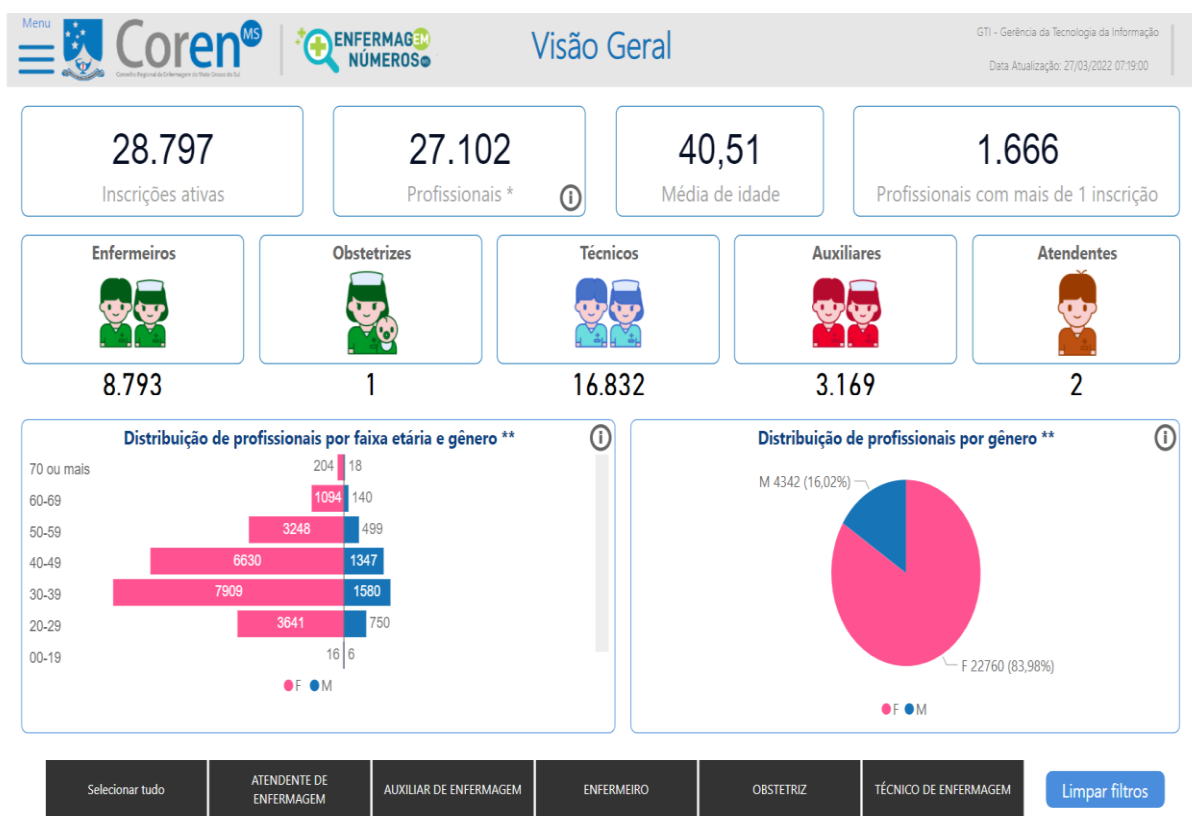 Menu
Coren MS
Conselho Regional de Enfermagem do Mato Grosso do Sul
ENFERMAGEM
NÚMEROS
Visão Geral
GTI - Gerência da Tecnologia da Informação
Data Atualização: 27/03/2022 07:19:00
28.797
Inscrições ativas
27.102
Profissionais *
40,51
Média de idade
1.666
Profissionais com mais de 1 inscrição
Enfermeiros
Obstetrizes
Técnicos
Auxiliares
Atendentes
8.793
1
16.832
3.169
2
Distribuição de profissionais por faixa etária e gênero **
70 ou mais 204 18
60-69 1094 140
50-59 3248 499
40-49 6630 1347
30-39 7909 1580
20-29 3641 750
00-19 16 6
F M
Distribuição de profissionais por gênero **
M 4342 (16,02%)
F 22760 (83,98%)
F M
Selecionar tudo
ATENDENTE DE
ENFERMAGEM
AUXILIAR DE ENFERMAGEM
ENFERMEIRO
OBSTETRIZ
TÉCNICO DE ENFERMAGEM
Limpar filtros